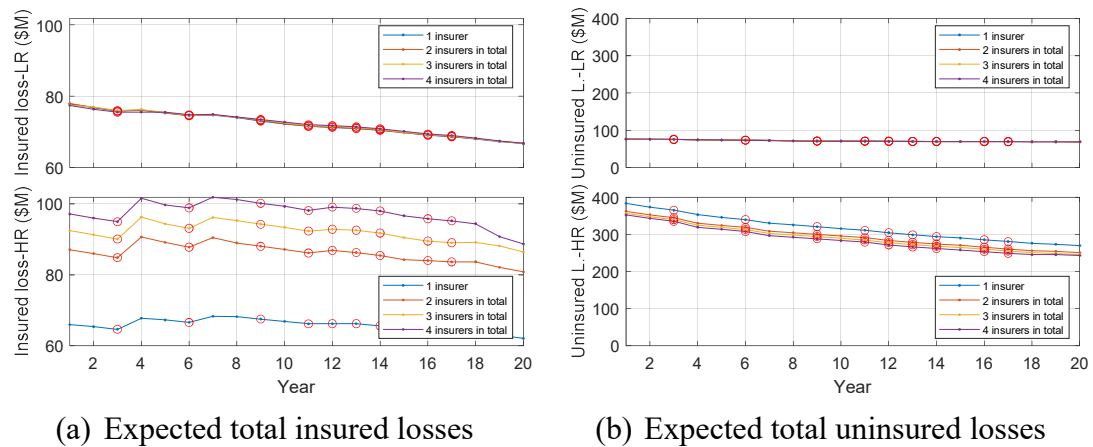 Insured loss-LR ($M)
100
80
60
1 insurer
2 insurers in total
3 insurers in total
4 insurers in total
Insured loss-HR ($M)
100
80
60
1 insurer
2 insurers in total
3 insurers in total
4 insurers in total
2 4 6 8 10 12 14 16 18 20
Year
(a) Expected total insured losses
Uninsured L.-LR ($M)
400
300
200
100
0
1 insurer
2 insurers in total
3 insurers in total
4 insurers in total
Uninsured L.-HR ($M)
400
300
200
100
0
1 insurer
2 insurers in total
3 insurers in total
4 insurers in total
2 4 6 8 10 12 14 16 18 20
Year
(b) Expected total uninsured losses